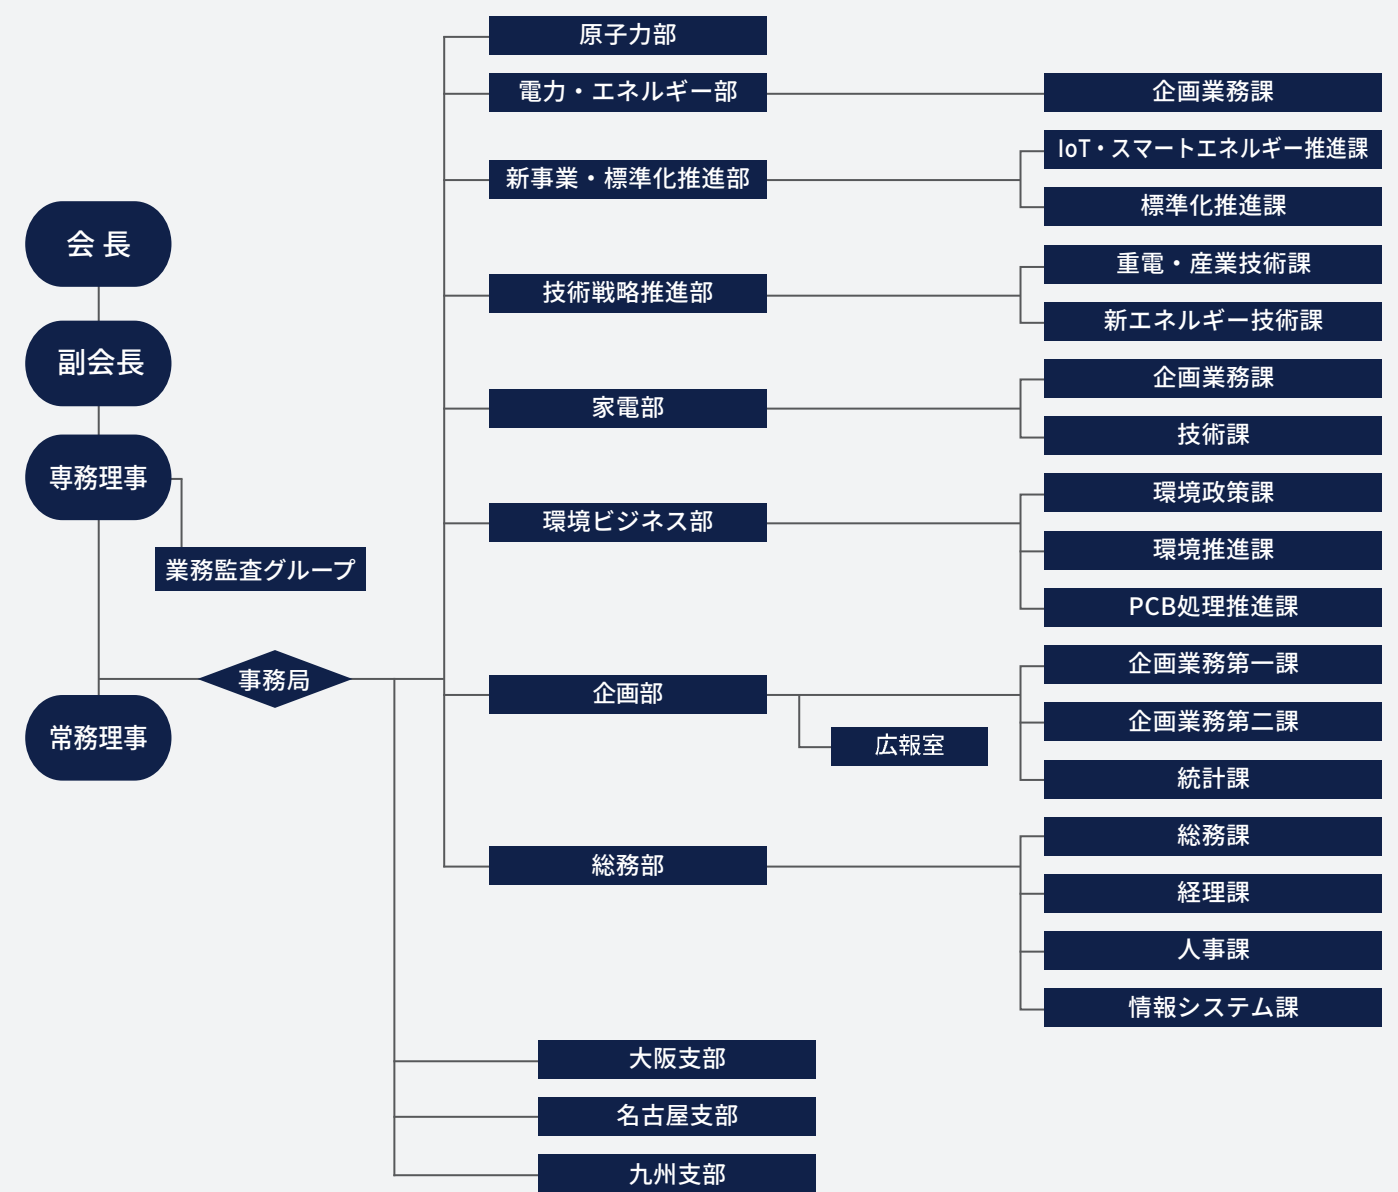 会 長
副会長
専務理事
業務監査グループ
事務局
常務理事
原子力部
電力・エネルギー部
企画業務課
新事業・標準化推進部
IoT・スマートエネルギー推進課
標準化推進課
技術戦略推進部
重電・産業技術課
新エネルギー技術課
家電部
企画業務課
技術課
環境ビジネス部
環境政策課
環境推進課
PCB処理推進課
企画部
広報室
企画業務第一課
企画業務第二課
統計課
総務部
総務課
経理課
人事課
情報システム課
大阪支部
名古屋支部
九州支部